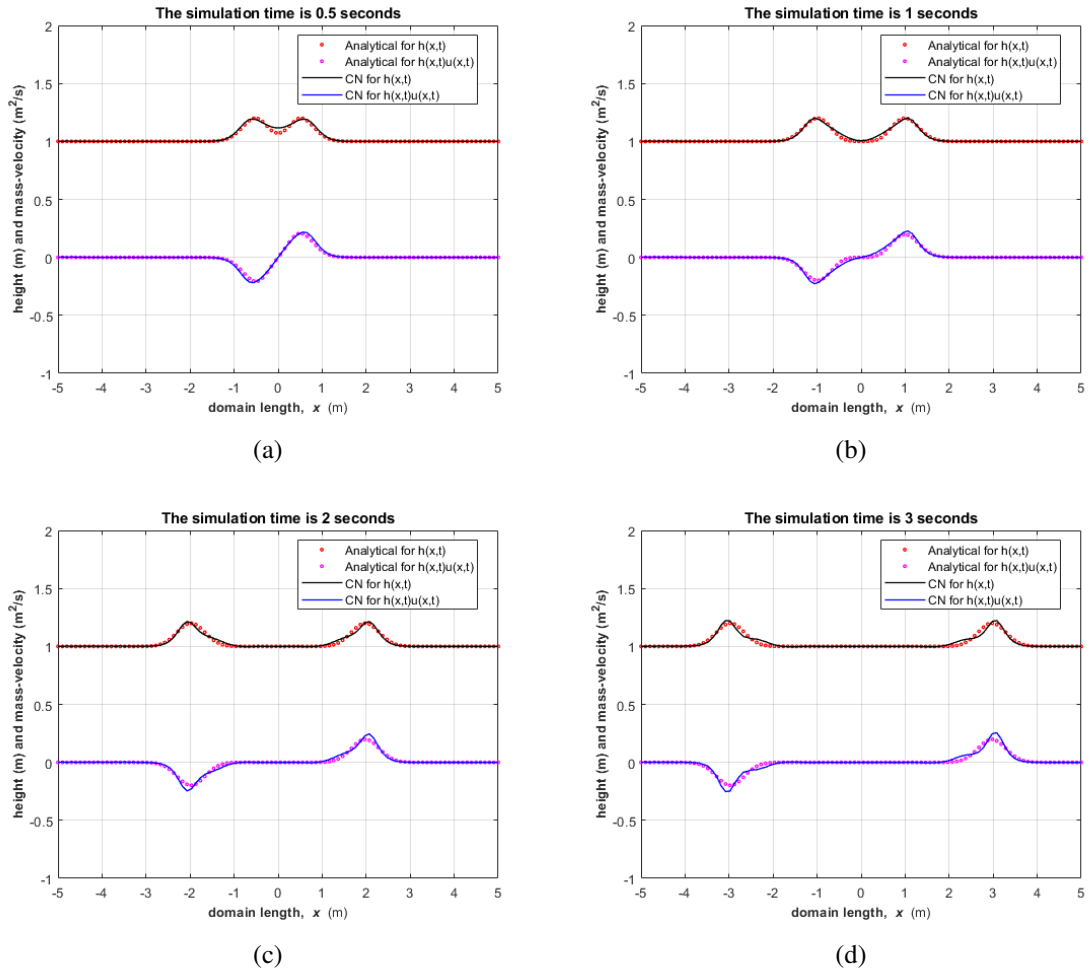 The simulation time is 0.5 seconds
2
1.5
1
0.5
0
-0.5
-1
height (m) and mass-velocity (m²/s)
Analytical for h(x,t)
Analytical for h(x,t)u(x,t)
CN for h(x,t)
CN for h(x,t)u(x,t)
-5 -4 -3 -2 -1 0 1 2 3 4 5
domain length, x (m)
(a)
The simulation time is 1 seconds
2
1.5
1
0.5
0
-0.5
-1
height (m) and mass-velocity (m²/s)
Analytical for h(x,t)
Analytical for h(x,t)u(x,t)
CN for h(x,t)
CN for h(x,t)u(x,t)
-5 -4 -3 -2 -1 0 1 2 3 4 5
domain length, x (m)
(b)
The simulation time is 2 seconds
2
1.5
1
0.5
0
-0.5
-1
height (m) and mass-velocity (m²/s)
Analytical for h(x,t)
Analytical for h(x,t)u(x,t)
CN for h(x,t)
CN for h(x,t)u(x,t)
-5 -4 -3 -2 -1 0 1 2 3 4 5
domain length, x (m)
(c)
The simulation time is 3 seconds
2
1.5
1
0.5
0
-0.5
-1
height (m) and mass-velocity (m²/s)
Analytical for h(x,t)
Analytical for h(x,t)u(x,t)
CN for h(x,t)
CN for h(x,t)u(x,t)
-5 -4 -3 -2 -1 0 1 2 3 4 5
domain length, x (m)
(d)